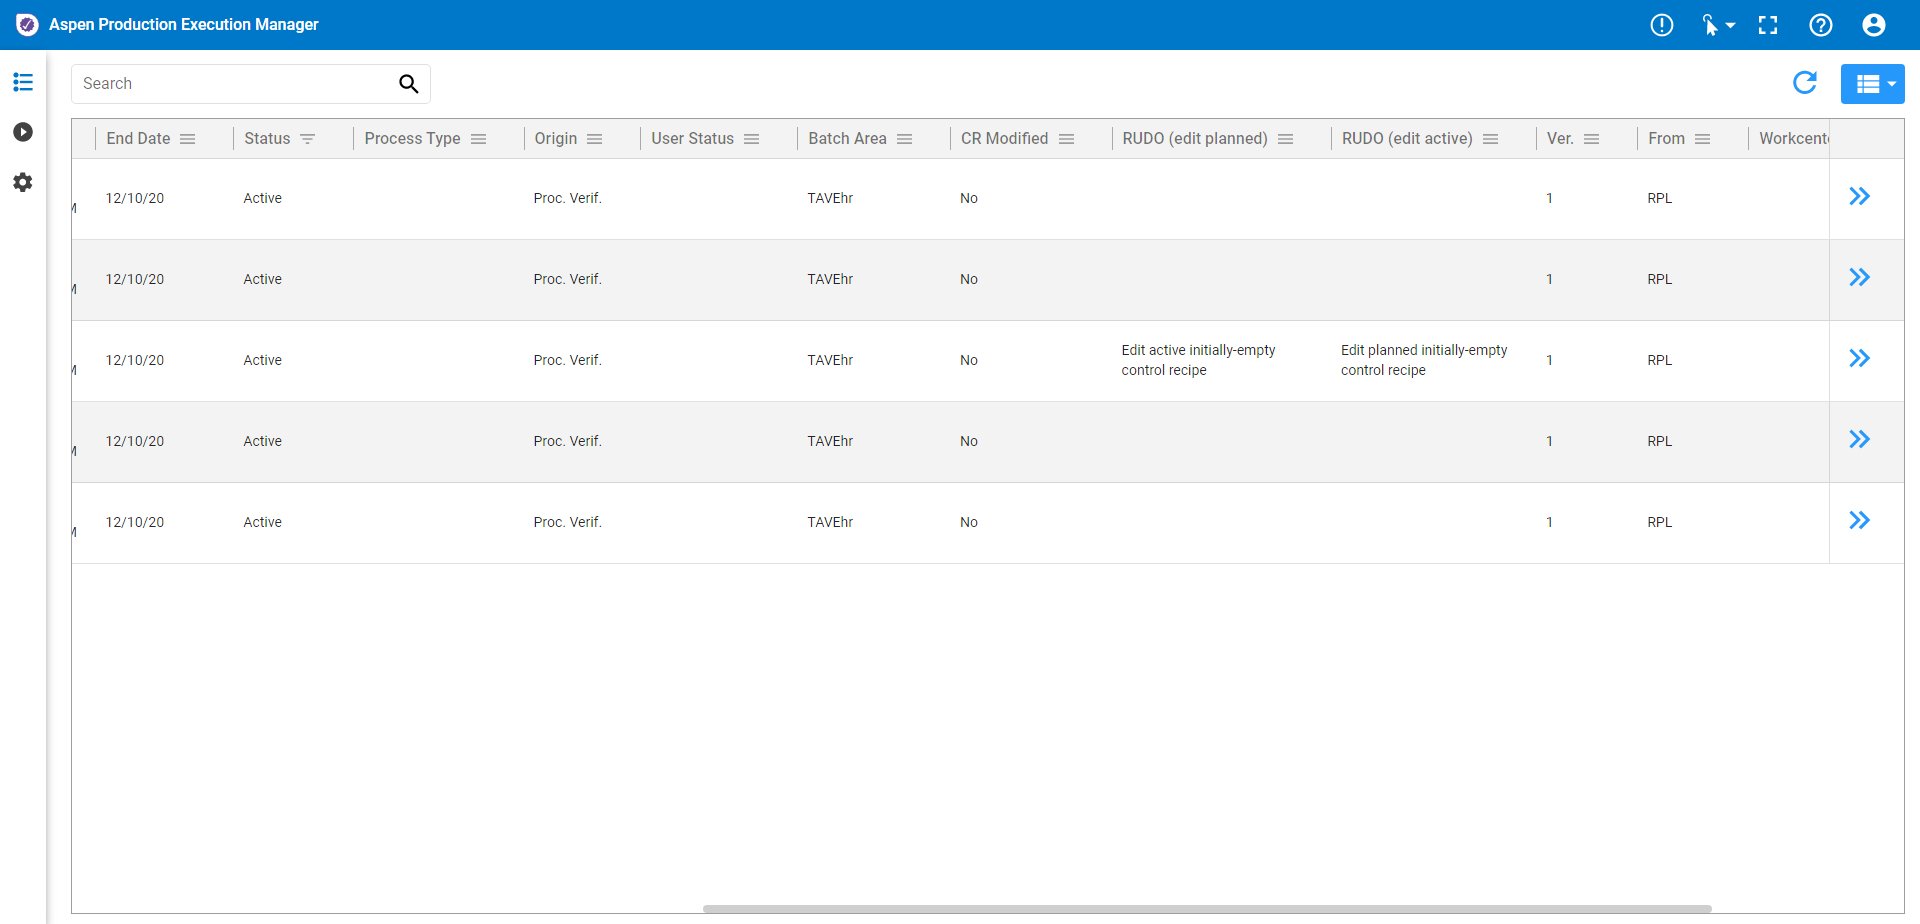 Aspen Production Execution Manager
Search
End Date Status Process Type Origin User Status Batch Area CR Modified RUDO (edit planned) RUDO (edit active) Ver. From
12/10/20 Active Proc. Verif. TAVEhr No 1 RPL
12/10/20 Active Proc. Verif. TAVEhr No 1 RPL
12/10/20 Active Proc. Verif. TAVEhr No Edit active initially-empty Edit planned initially-empty 1 RPL
control recipe control recipe
12/10/20 Active Proc. Verif. TAVEhr No 1 RPL
12/10/20 Active Proc. Verif. TAVEhr No 1 RPL